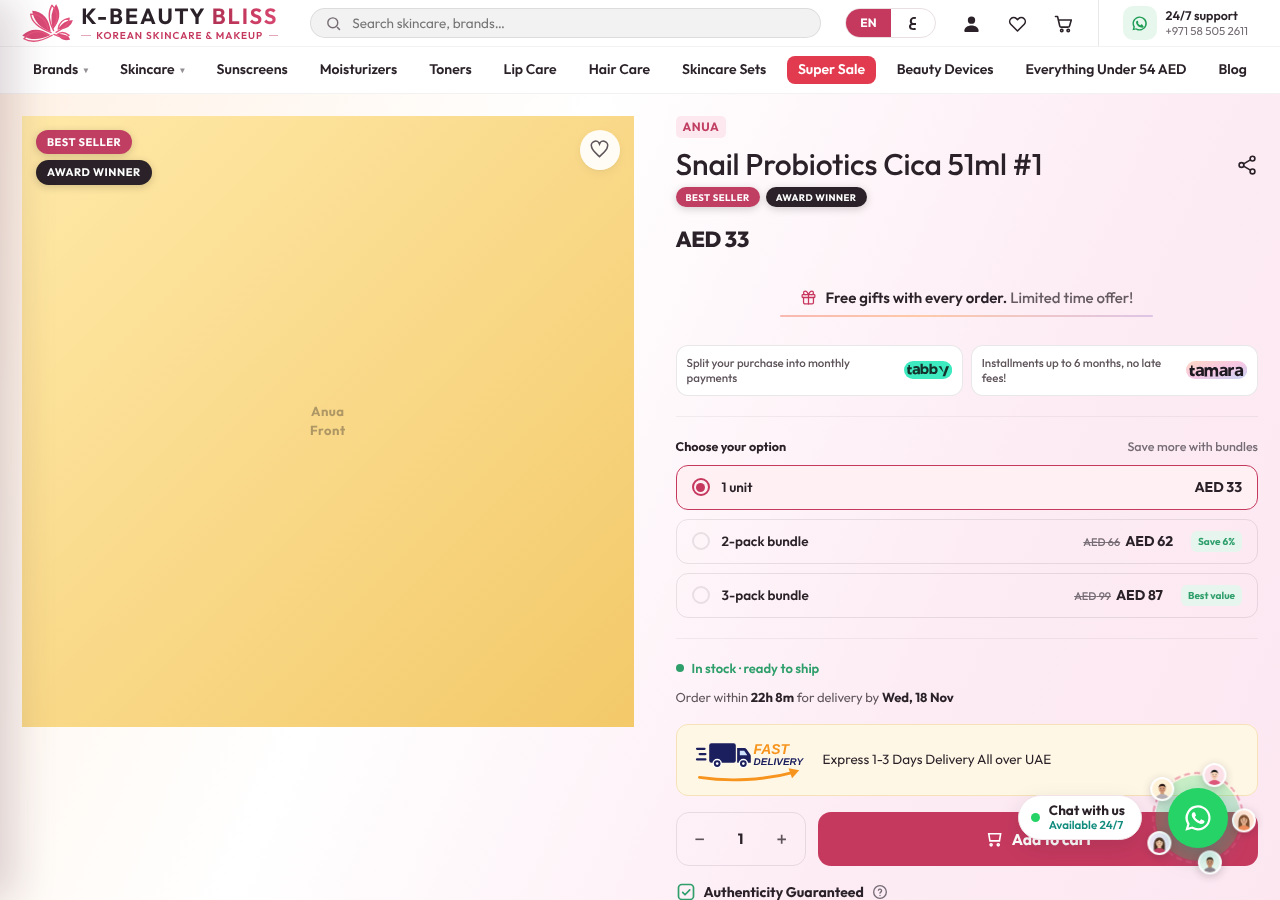 K-BEAUTY BLISS
KOREAN SKINCARE & MAKEUP
Search skincare, brands...
EN
ع
24/7 support
+971 58 505 2611
Brands
Skincare
Sunscreens
Moisturizers
Toners
Lip Care
Hair Care
Skincare Sets
Super Sale
Beauty Devices
Everything Under 54 AED
Blog
BEST SELLER
AWARD WINNER
Anua
Front
ANUA
Snail Probiotics Cica 51ml #1
BEST SELLER
AWARD WINNER
AED 33
Free gifts with every order. Limited time offer!
Split your purchase into monthly
payments
tabby
Installments up to 6 months, no late
fees!
tamara
Choose your option
Save more with bundles
1 unit
AED 33
2-pack bundle
AED 66 AED 62
Save 6%
3-pack bundle
AED 99 AED 87
Best value
In stock · ready to ship
Order within 22h 8m for delivery by Wed, 18 Nov
FAST
DELIVERY
Express 1-3 Days Delivery All over UAE
Chat with us
Available 24/7
− 1 +
Add to cart
Authenticity Guaranteed